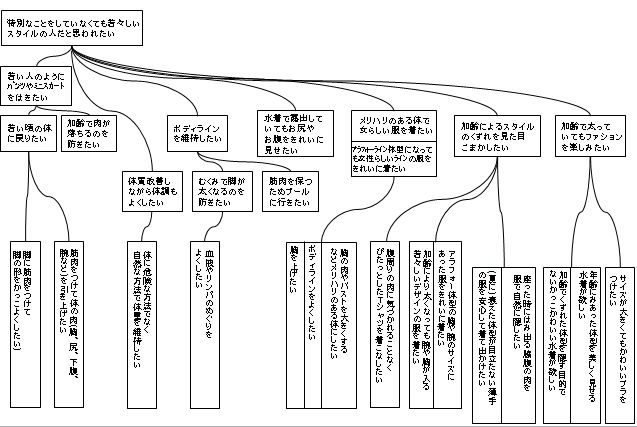 特別なことをしていなくても若々しい
スタイルの人だと思われたい
若い人のように
パンツやミニスカート
をはきたい
若い頃の体
に戻りたい
加齢で肉が
落ちるのを
防ぎたい
ボディライン
を維持したい
水着で露出して
いてもお尻や
お腹をきれいに
見せたい
メリハリのある体で
女らしい服を着たい
アラフォーライン体型になって
も女性らしいラインの服を
きれいに着たい
加齢によるスタイル
のくずれを見た目
ごまかしたい
加齢で太って
いてもファッション
を楽しみたい
体質改善し
ながら体調も
よくしたい
むくみで脚が
太くなるのを
防ぎたい
筋肉を保つ
ためプール
に行きたい
脚に筋肉をつけて
脚の形をかっこよくしたい)
筋肉をつけて体の肉(胸、尻、下腹、
腕など)を引き上げたい
体に危険な方法でなく
自然な方法で体重を維持したい
血液やリンパのめぐりを
よくしたい
胸の肉やバストを大きくする
などメリハリのある体にしたい
ボディラインをよくしたい
胸を上げたい
腹周りの肉に気づかれることなく
ぴたっとしたTシャツを着こなしたい
アラフォー体型の胸や腕のサイズに
あった服をきれいに着たい
加齢により太くなっても腕や胸が入る
若々しいデザインの服を着たい
座った時にはみ出る脇腹の肉を
服で自然に隠したい
(夏に)衰えた体型が目立たない薄手
の服を安心して着て出かけたい
年齢にみあった体型を美しく見せる
水着が欲しい
加齢でくずれた体型を隠す目的で
ないかっこかわいい水着が欲しい
サイズが大きくてもかわいいブラを
つけたい